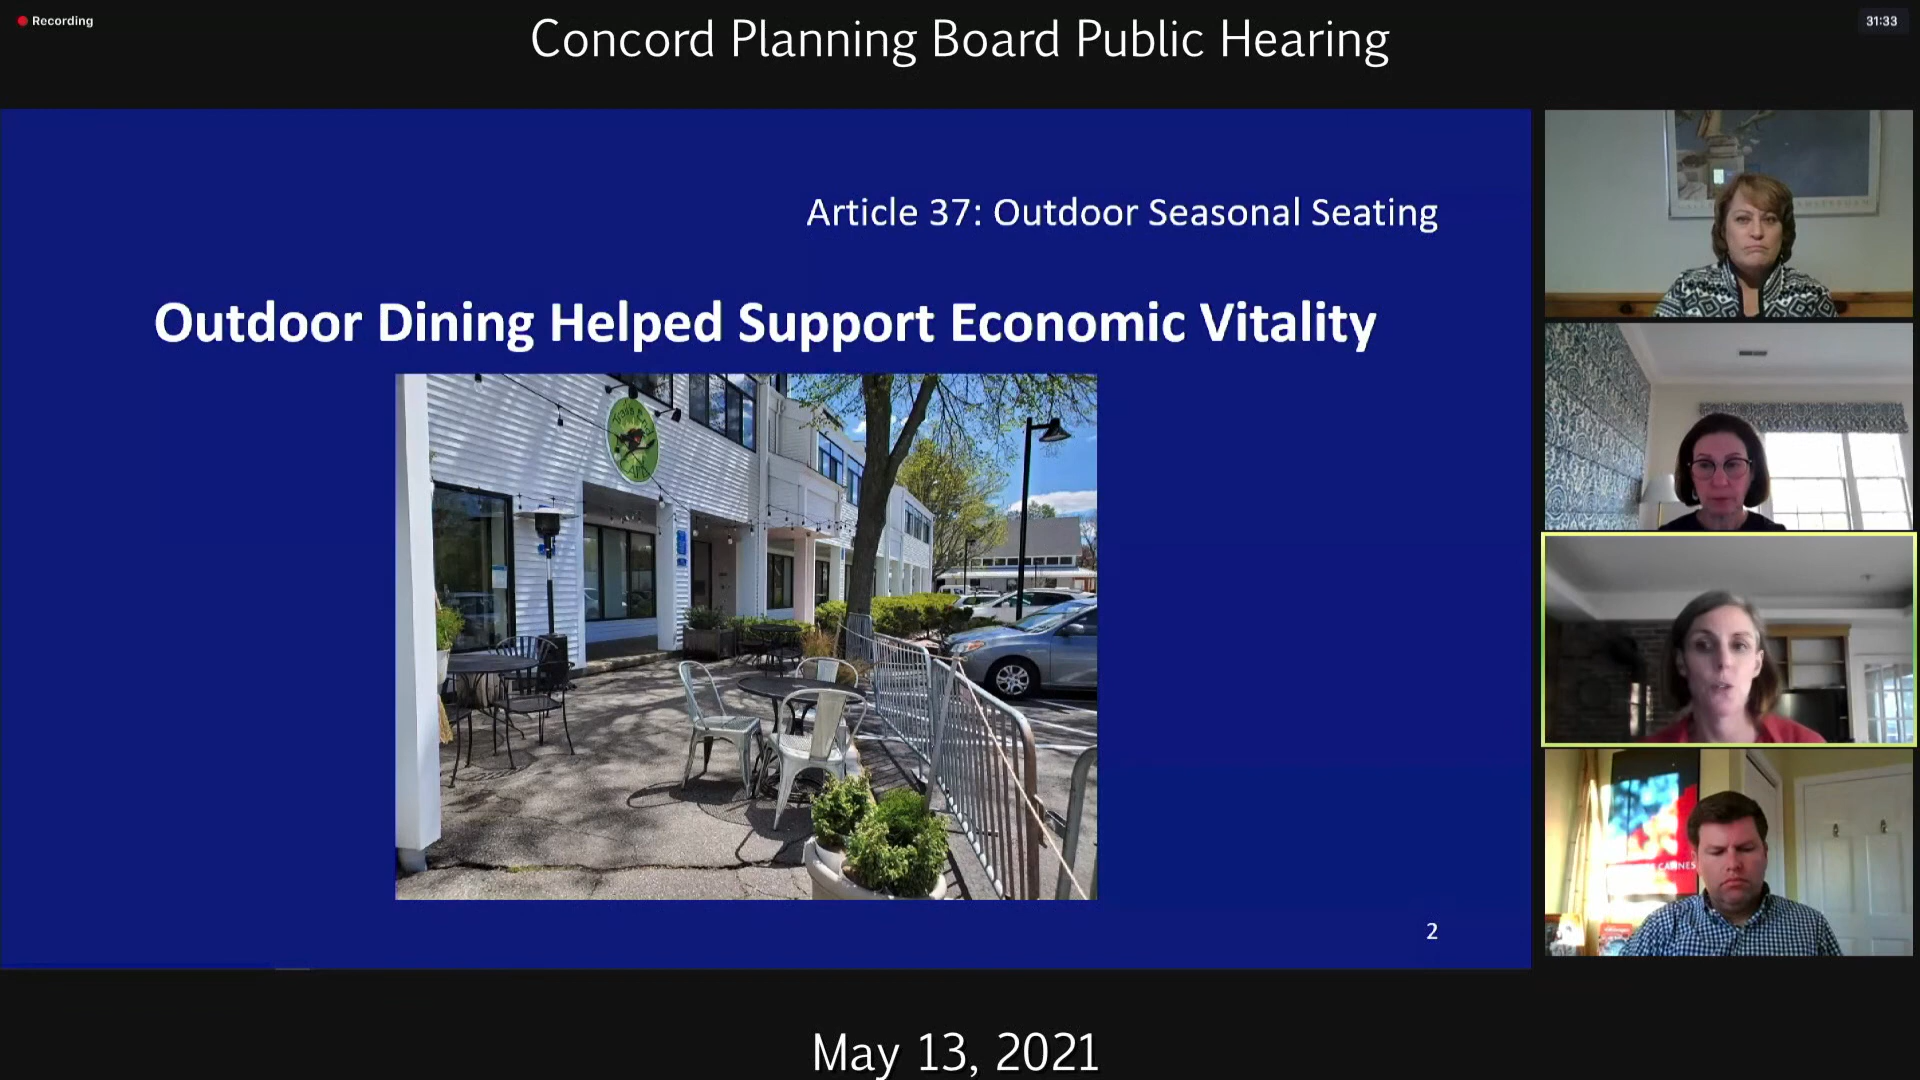 Recording
31:33
Concord Planning Board Public Hearing
Article 37: Outdoor Seasonal Seating
Outdoor Dining Helped Support Economic Vitality
CANNES
2
May 13, 2021